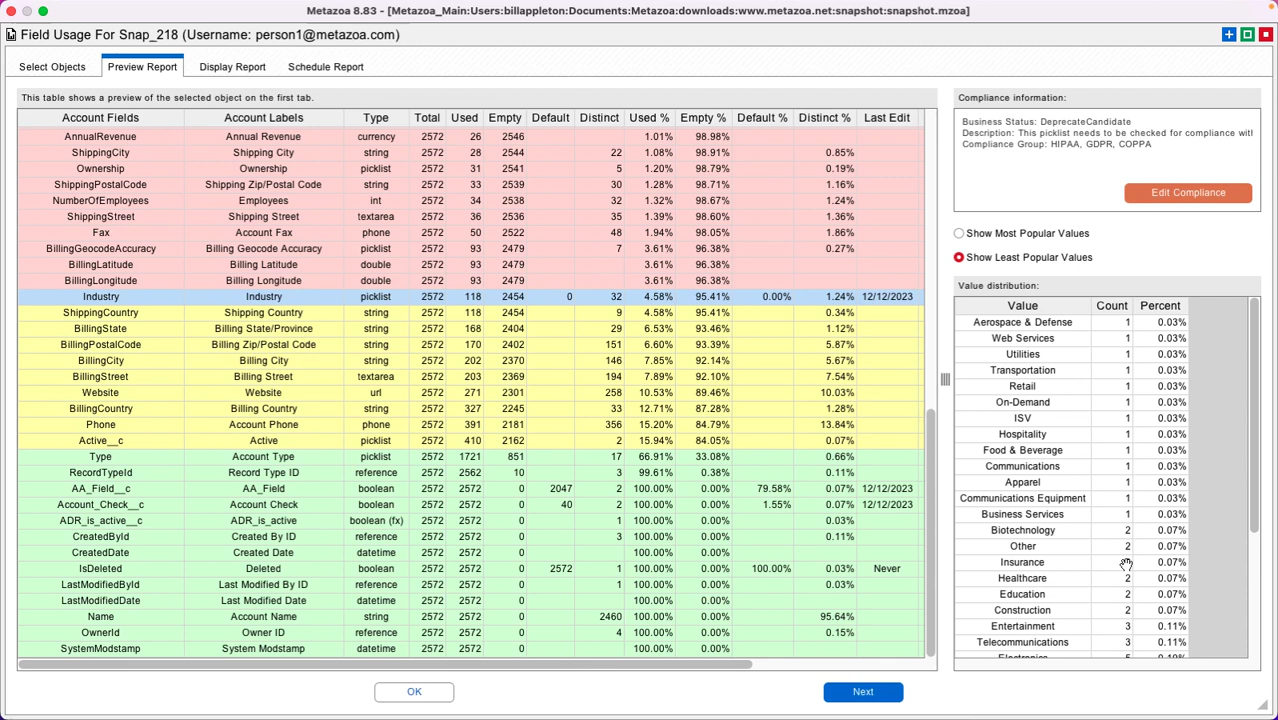 Metazoa 8.83 - [Metazoa_Main:Users:billappleton:Documents:Metazoa:downloads:www.metazoa.net:snapshot:snapshot.mzoa]
Field Usage For Snap_218 (Username: person1@metazoa.com)
Select Objects Preview Report Display Report Schedule Report
This table shows a preview of the selected object on the first tab.
Account Fields Account Labels Type Total Used Empty Default Distinct Used % Empty % Default % Distinct % Last Edit
AnnualRevenue Annual Revenue currency 2572 26 2546 1.01% 98.98%
ShippingCity Shipping City string 2572 28 2544 22 1.08% 98.91% 0.85%
Ownership Ownership picklist 2572 31 2541 5 1.20% 98.79% 0.19%
ShippingPostalCode Shipping Zip/Postal Code string 2572 33 2539 30 1.28% 98.71% 1.16%
NumberOfEmployees Employees int 2572 34 2538 32 1.32% 98.67% 1.24%
ShippingStreet Shipping Street textarea 2572 36 2536 35 1.39% 98.60% 1.36%
Fax Account Fax phone 2572 50 2522 48 1.94% 98.05% 1.86%
BillingGeocodeAccuracy Billing Geocode Accuracy picklist 2572 93 2479 7 3.61% 96.38% 0.27%
BillingLatitude Billing Latitude double 2572 93 2479 3.61% 96.38%
BillingLongitude Billing Longitude double 2572 93 2479 3.61% 96.38%
Industry Industry picklist 2572 118 2454 0 32 4.58% 95.41% 0.00% 1.24% 12/12/2023
ShippingCountry Shipping Country string 2572 118 2454 9 4.58% 95.41% 0.34%
BillingState Billing State/Province string 2572 168 2404 29 6.53% 93.46% 1.12%
BillingPostalCode Billing Zip/Postal Code string 2572 170 2402 151 6.60% 93.39% 5.87%
BillingCity Billing City string 2572 202 2370 146 7.85% 92.14% 5.67%
BillingStreet Billing Street textarea 2572 203 2369 194 7.89% 92.10% 7.54%
Website Website url 2572 271 2301 258 10.53% 89.46% 10.03%
BillingCountry Billing Country string 2572 327 2245 33 12.71% 87.28% 1.28%
Phone Account Phone phone 2572 391 2181 356 15.20% 84.79% 13.84%
Active__c Active picklist 2572 410 2162 2 15.94% 84.05% 0.07%
Type Account Type picklist 2572 1721 851 17 66.91% 33.08% 0.66%
RecordTypeId Record Type ID reference 2572 2562 10 3 99.61% 0.38% 0.11%
AA_Field__c AA_Field boolean 2572 2572 0 2047 2 100.00% 0.00% 79.58% 0.07% 12/12/2023
Account_Check__c Account Check boolean 2572 2572 0 40 2 100.00% 0.00% 1.55% 0.07% 12/12/2023
ADR_is_active__c ADR_is_active boolean (fx) 2572 2572 0 1 100.00% 0.00% 0.03%
CreatedById Created By ID reference 2572 2572 0 3 100.00% 0.00% 0.11%
CreatedDate Created Date datetime 2572 2572 0 100.00% 0.00%
IsDeleted Deleted boolean 2572 2572 0 2572 1 100.00% 0.00% 100.00% 0.03% Never
LastModifiedById Last Modified By ID reference 2572 2572 0 1 100.00% 0.00% 0.03%
LastModifiedDate Last Modified Date datetime 2572 2572 0 100.00% 0.00%
Name Account Name string 2572 2572 0 2460 100.00% 0.00% 95.64%
OwnerId Owner ID reference 2572 2572 0 4 100.00% 0.00% 0.15%
SystemModstamp System Modstamp datetime 2572 2572 0 100.00% 0.00%
OK
Next
Compliance information:
Business Status: DeprecateCandidate
Description: This picklist needs to be checked for compliance with
Compliance Group: HIPAA, GDPR, COPPA
Edit Compliance
Show Most Popular Values
Show Least Popular Values
Value distribution:
Value Count Percent
Aerospace & Defense 1 0.03%
Web Services 1 0.03%
Utilities 1 0.03%
Transportation 1 0.03%
Retail 1 0.03%
On-Demand 1 0.03%
ISV 1 0.03%
Hospitality 1 0.03%
Food & Beverage 1 0.03%
Communications 1 0.03%
Apparel 1 0.03%
Communications Equipment 1 0.03%
Business Services 1 0.03%
Biotechnology 2 0.07%
Other 2 0.07%
Insurance 0.07%
Healthcare 2 0.07%
Education 2 0.07%
Construction 2 0.07%
Entertainment 3 0.11%
Telecommunications 3 0.11%
Electronics 5 0.19%